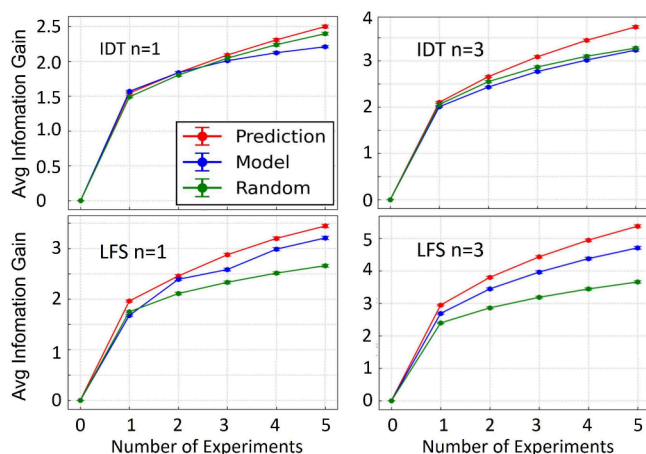 Avg Infomation Gain
2.5
2.0
1.5
1.0
0.5
0
IDT n=1
Prediction
Model
Random
4
3
2
1
0
IDT n=3
Avg Infomation Gain
3
2
1
0
LFS n=1
0 1 2 3 4 5
Number of Experiments
5
4
3
2
1
0
LFS n=3
0 1 2 3 4 5
Number of Experiments